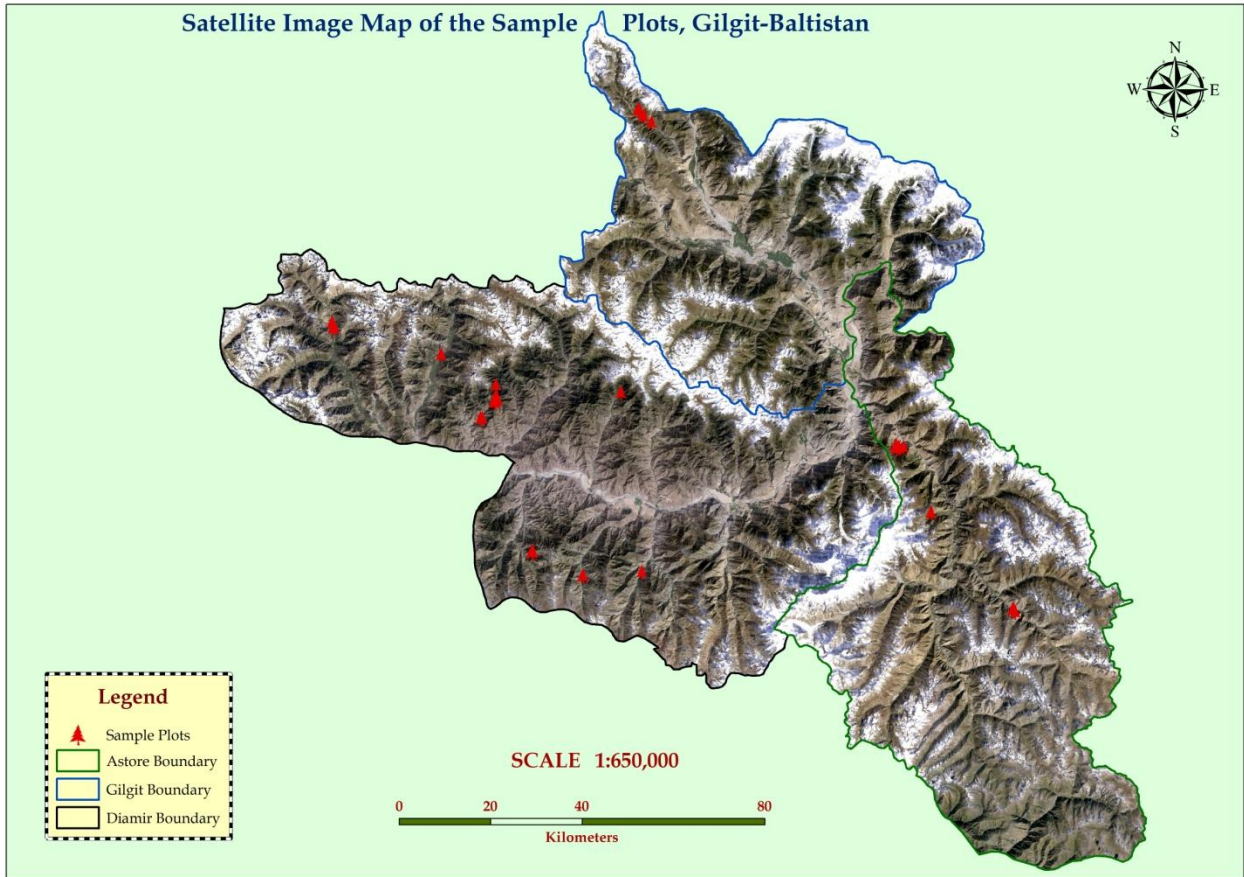 Satellite Image Map of the Sample Plots, Gilgit-Baltistan
N
W E
S
Legend
Sample Plots
Astore Boundary
Gilgit Boundary
Diamir Boundary
SCALE 1:650,000
0 20 40 80
Kilometers